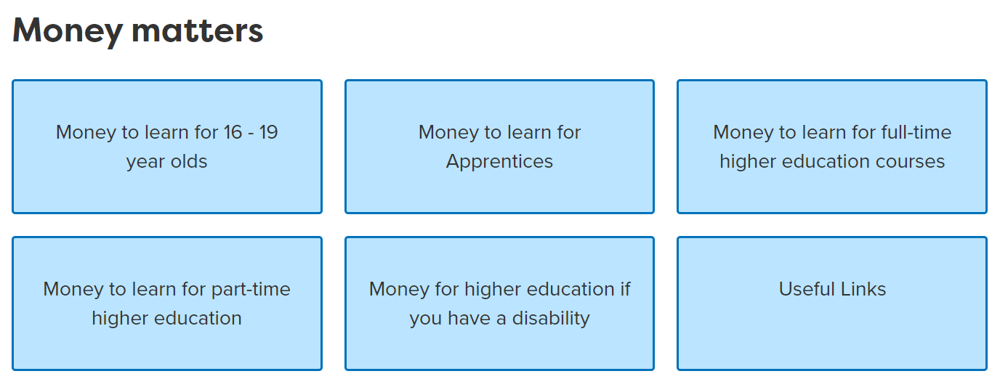 Money matters
Money to learn for 16 - 19
year olds
Money to learn for
Apprentices
Money to learn for full-time
higher education courses
Money to learn for part-time
higher education
Money for higher education if
you have a disability
Useful Links